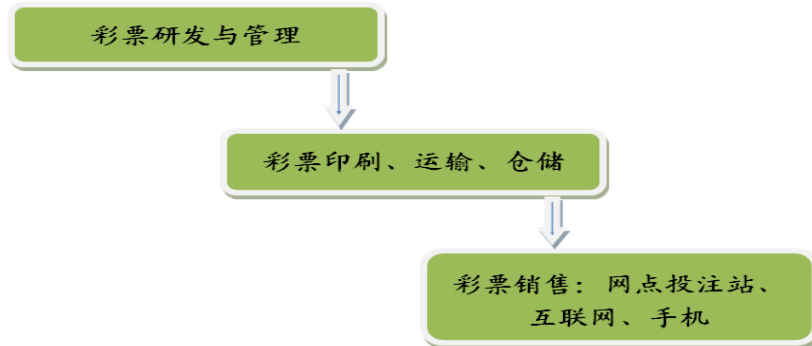 彩票研发与管理
彩票印刷、运输、仓储
彩票销售：网点投注站、
互联网、手机